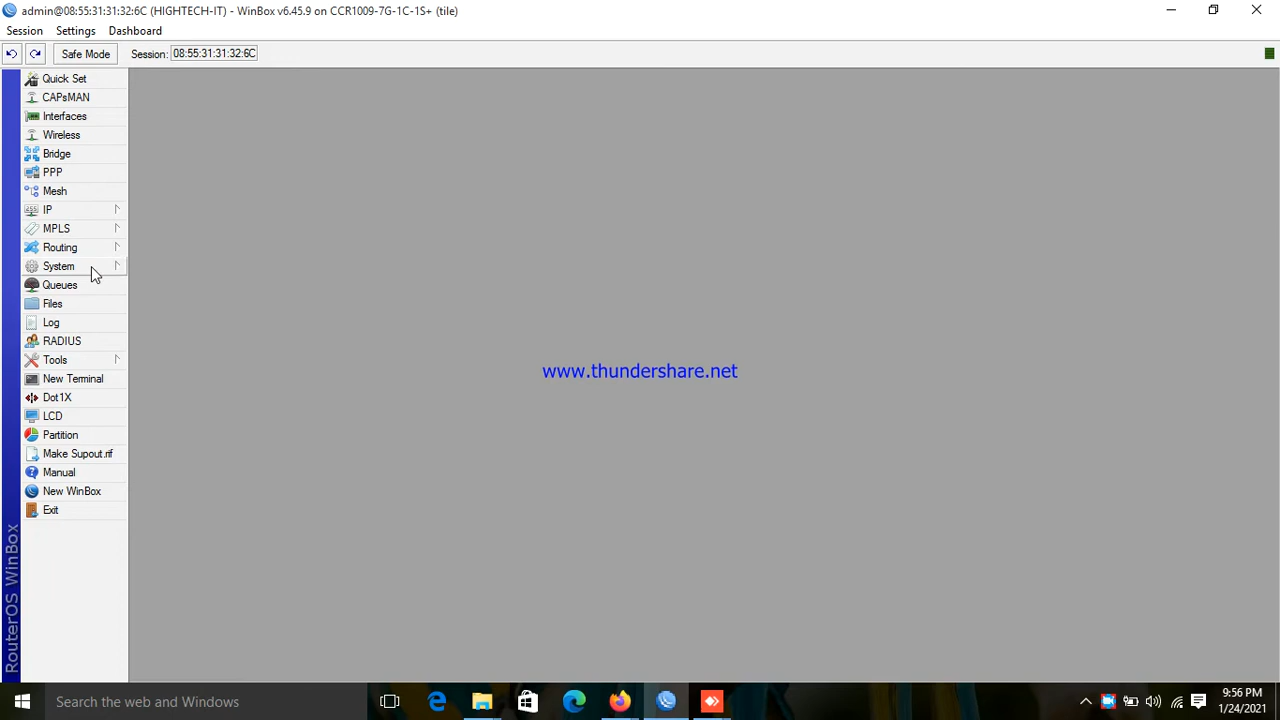 admin@08:55:31:31:32:6C (HIGHTECH-IT) - WinBox v6.45.9 on CCR1009-7G-1C-1S+ (tile)
Session Settings Dashboard
Safe Mode Session: 08:55:31:31:32:6C
Quick Set
CAPsMAN
Interfaces
Wireless
Bridge
PPP
Mesh
IP
MPLS
Routing
System
Queues
Files
Log
RADIUS
Tools
New Terminal
Dot1X
LCD
Partition
Make Supout.rif
Manual
New WinBox
Exit
RouterOS WinBox
www.thundershare.net
Search the web and Windows
9:56 PM
1/24/2021